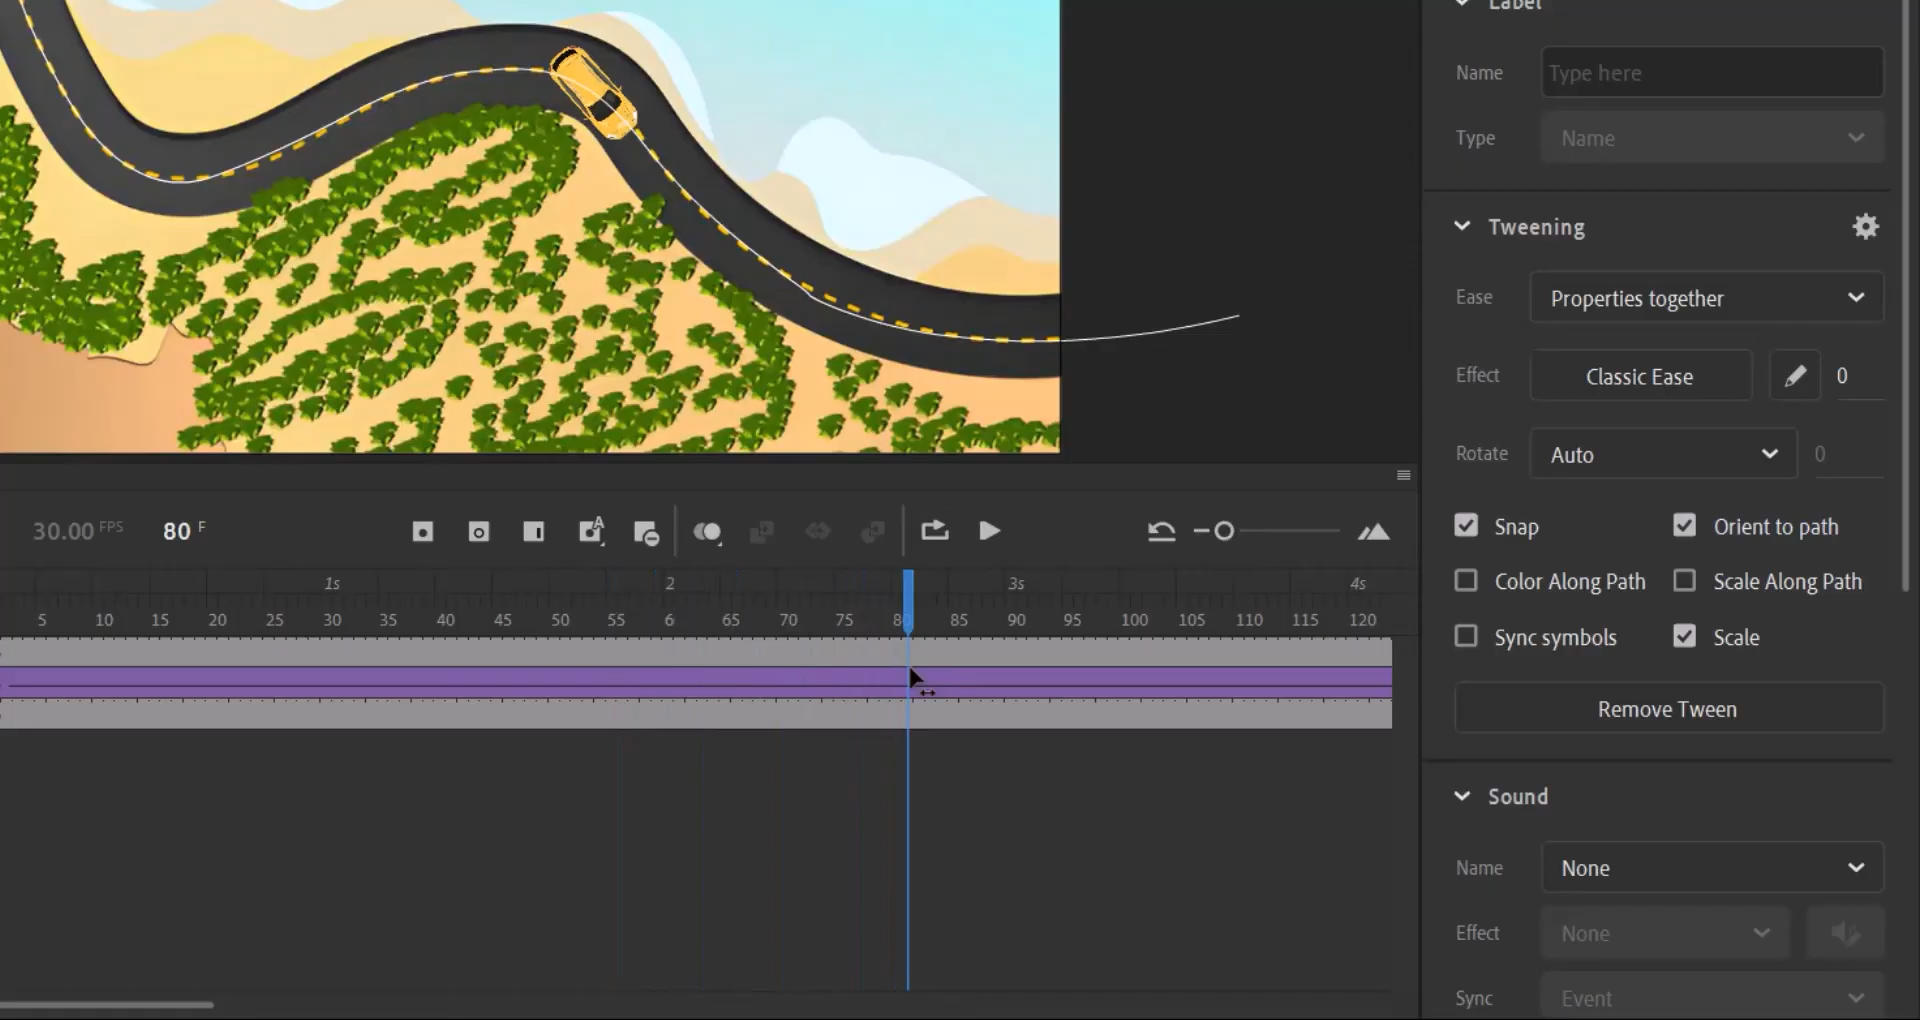 Label
Name Type here
Type Name
Tweening
Ease Properties together
Effect Classic Ease 0
Rotate Auto 0
Snap Orient to path
Color Along Path Scale Along Path
Sync symbols Scale
Remove Tween
Sound
Name None
Effect None
Sync Event
30.00 FPS 80 F
1s 2 3s 4s
5 10 15 20 25 30 35 40 45 50 55 6 65 70 75 80 85 90 95 100 105 110 115 120